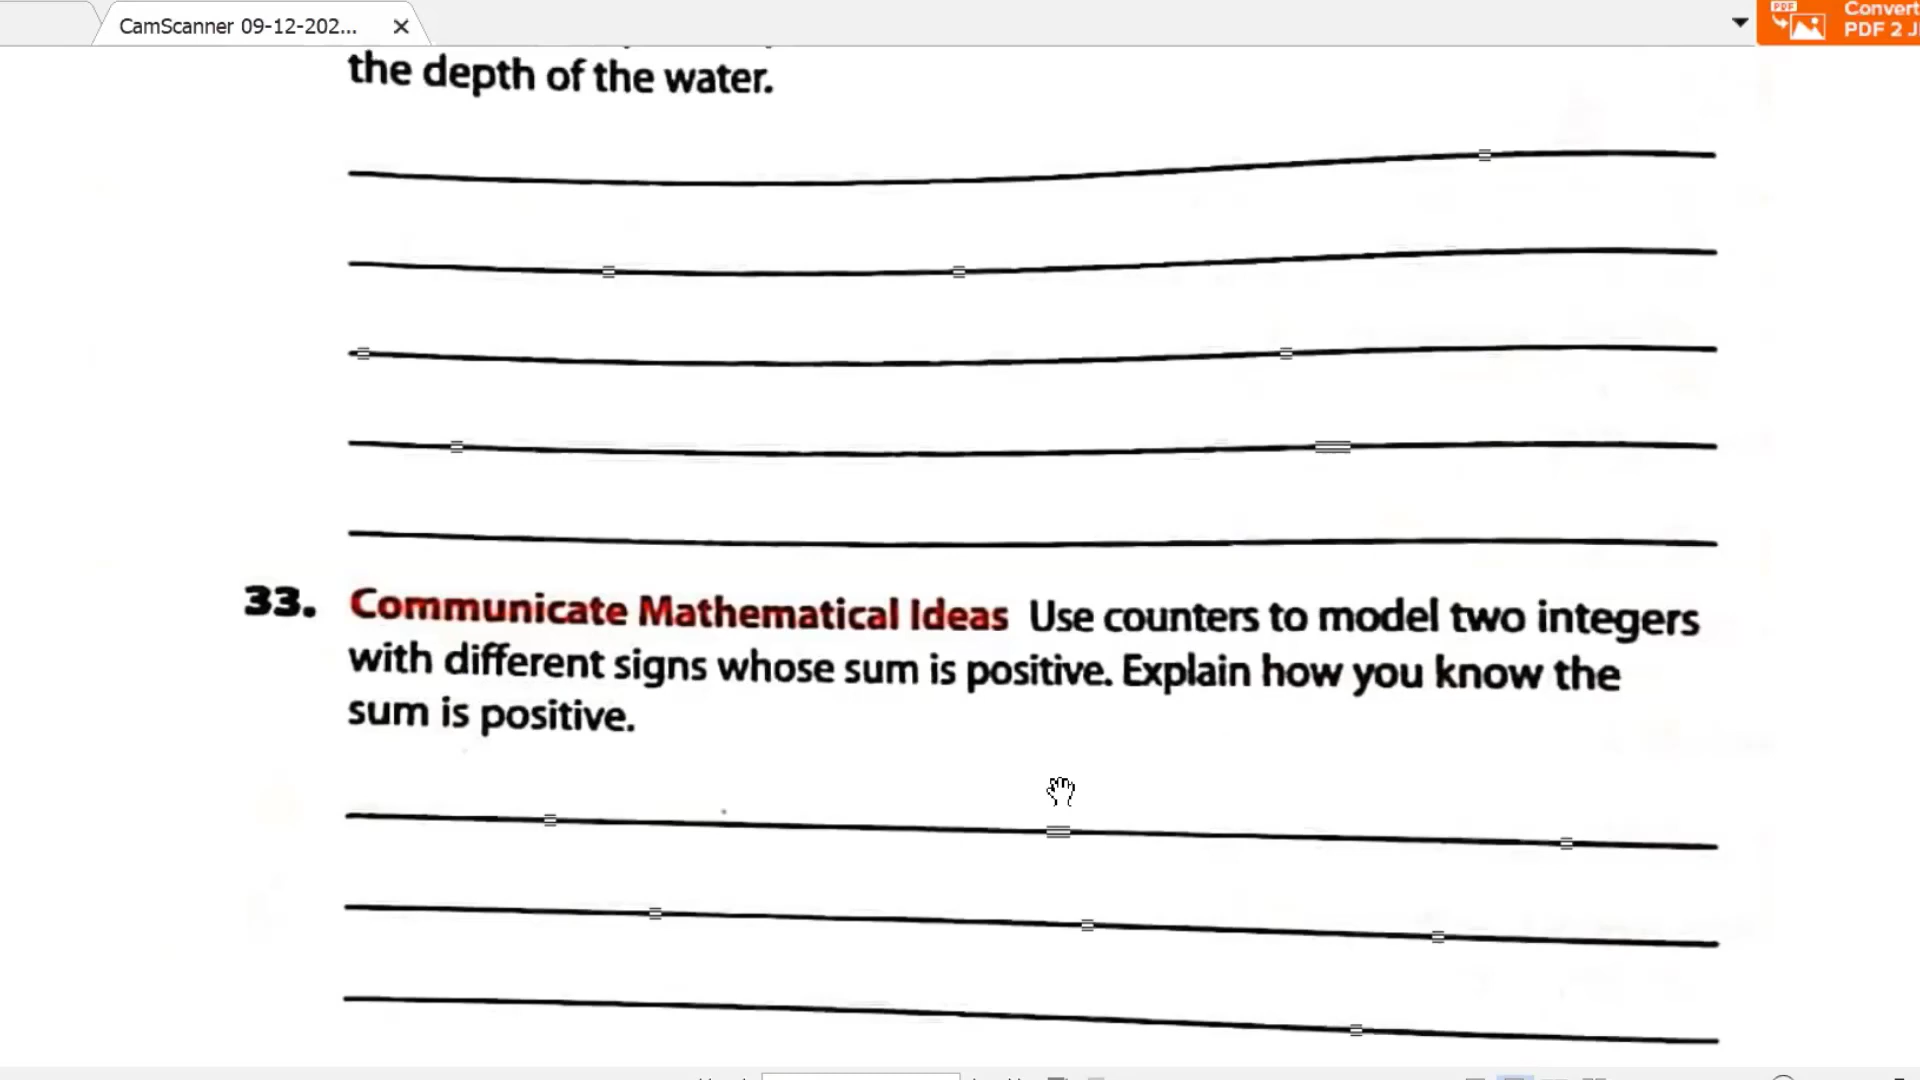 CamScanner 09-12-202...
PDF
Convert
PDF 2 J
the depth of the water.
33. Communicate Mathematical Ideas Use counters to model two integers
with different signs whose sum is positive. Explain how you know the
sum is positive.